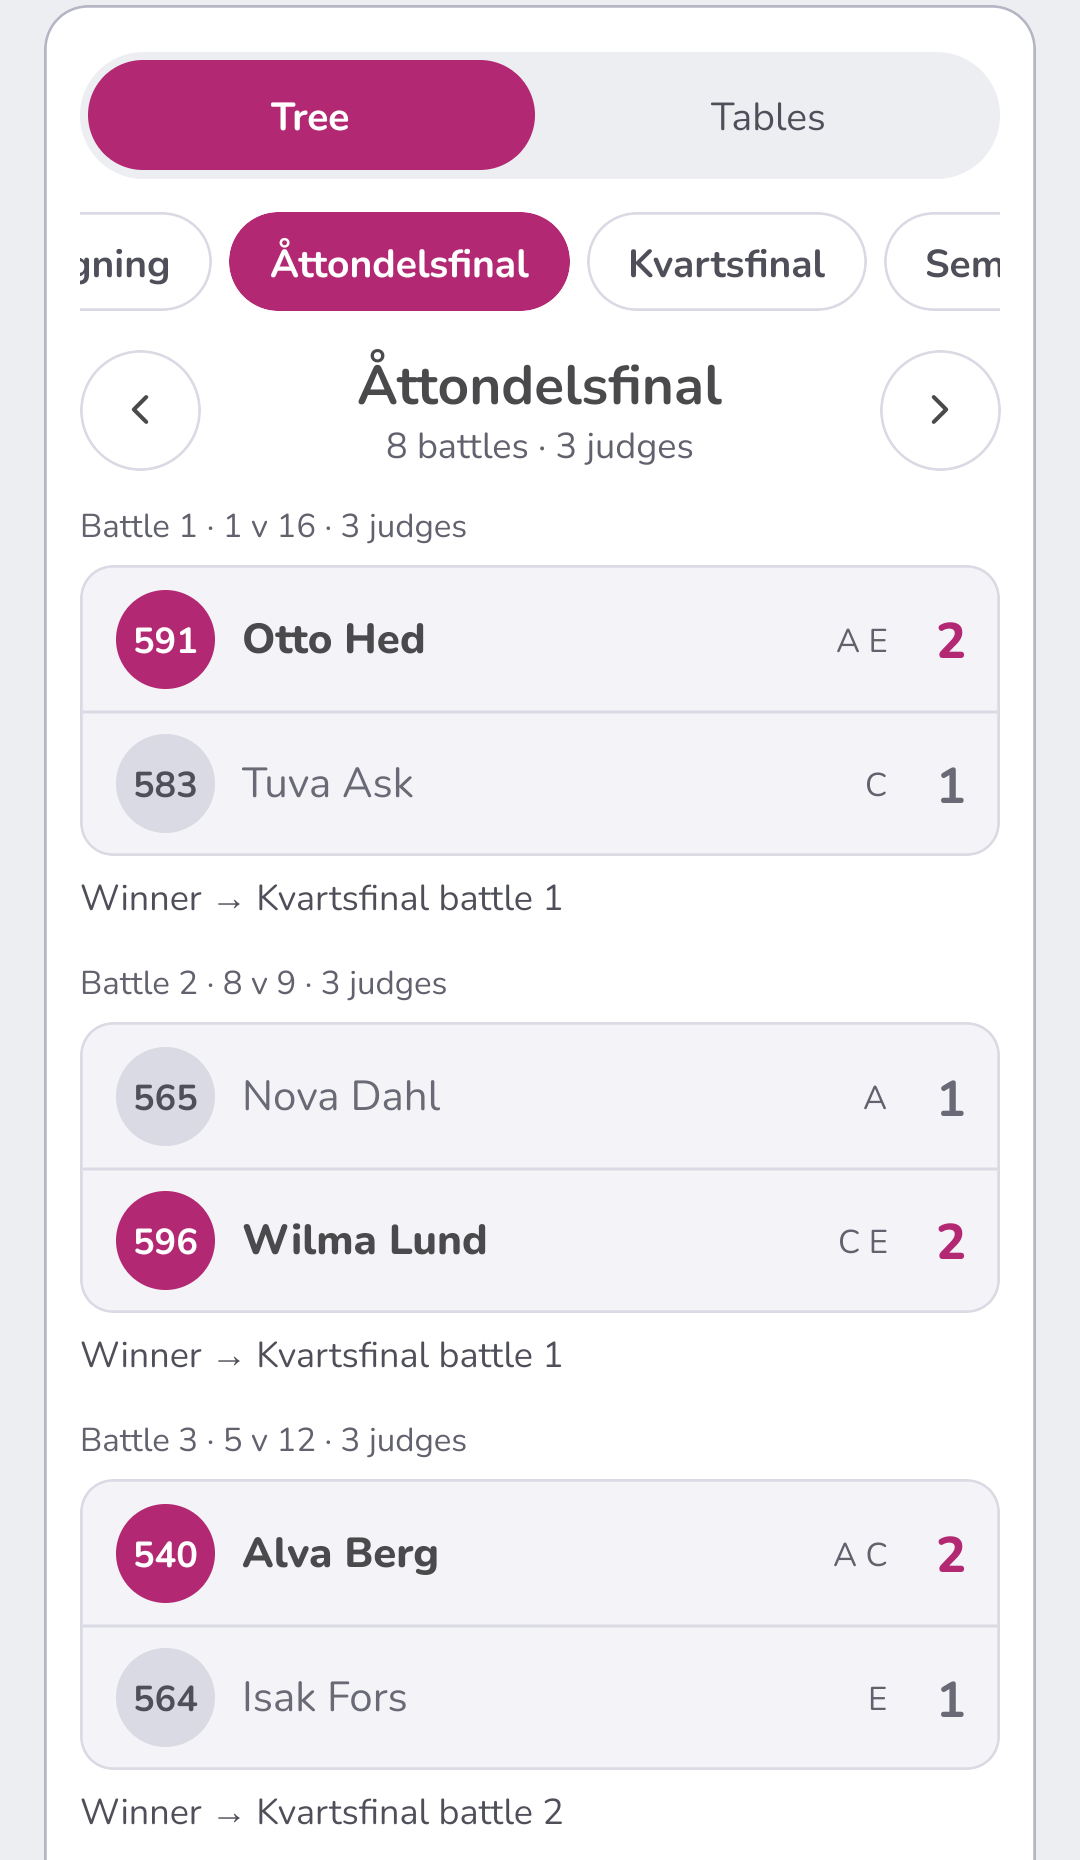 Tree Tables
gning Åttondelsfinal Kvartsfinal Sem
Åttondelsfinal
8 battles · 3 judges
Battle 1 · 1 v 16 · 3 judges
591 Otto Hed A E 2
583 Tuva Ask C 1
Winner → Kvartsfinal battle 1
Battle 2 · 8 v 9 · 3 judges
565 Nova Dahl A 1
596 Wilma Lund C E 2
Winner → Kvartsfinal battle 1
Battle 3 · 5 v 12 · 3 judges
540 Alva Berg A C 2
564 Isak Fors E 1
Winner → Kvartsfinal battle 2